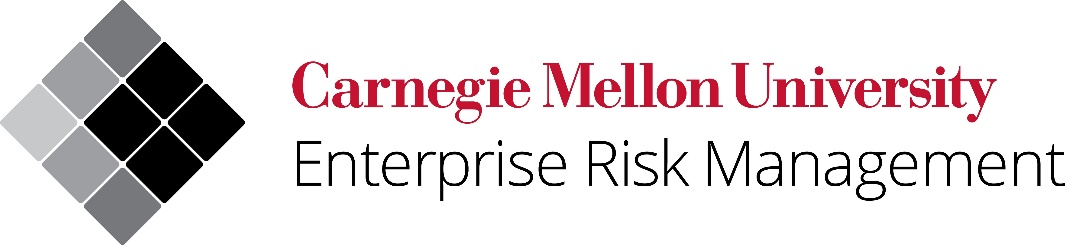 Carnegie Mellon University
Enterprise Risk Management